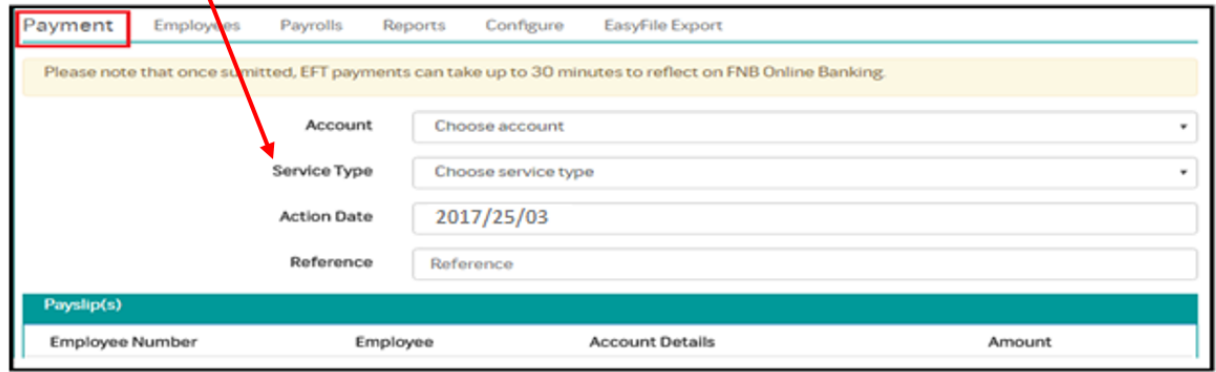 Payment Employees Payrolls Reports Configure EasyFile Export
Please note that once sumitted, EFT payments can take up to 30 minutes to reflect on FNB Online Banking.
Account Choose account
Service Type Choose service type
Action Date 2017/25/03
Reference Reference
Payslip(s)
Employee Number Employee Account Details Amount